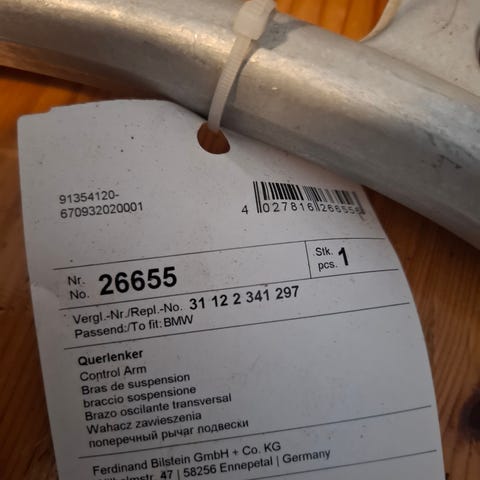 91354120-
670932020001
4 027816 266556
Nr.
No. 26655
Stk.
pcs. 1
Vergl.-Nr./Repl.-No. 31 12 2 341 297
Passend:/To fit: BMW
Querlenker
Control Arm
Bras de suspension
braccio sospensione
Brazo oscilante transversal
Wahacz zawieszenia
поперечный рычаг подвески
Ferdinand Bilstein GmbH + Co. KG
47 | 58256 Ennepetal | Germany